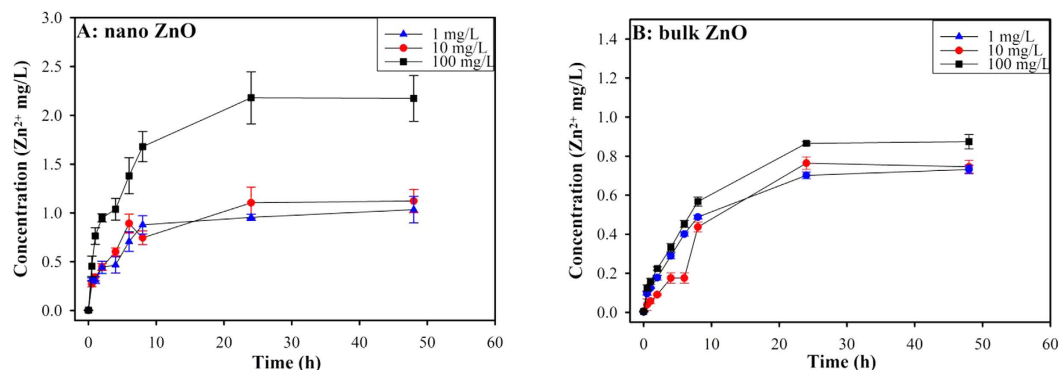 A: nano ZnO
1 mg/L
10 mg/L
100 mg/L
Concentration (Zn²⁺ mg/L)
3.0
2.5
2.0
1.5
1.0
0.5
0.0
0 10 20 30 40 50 60
Time (h)
B: bulk ZnO
1 mg/L
10 mg/L
100 mg/L
Concentration (Zn²⁺ mg/L)
1.4
1.2
1.0
0.8
0.6
0.4
0.2
0.0
0 10 20 30 40 50 60
Time (h)